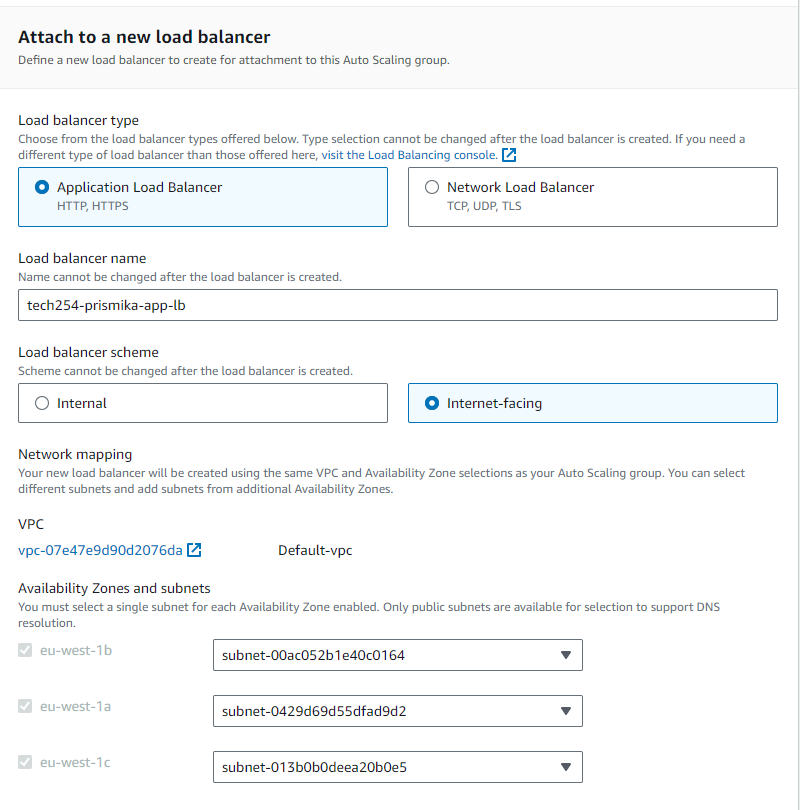 Attach to a new load balancer
Define a new load balancer to create for attachment to this Auto Scaling group.
Load balancer type
Choose from the load balancer types offered below. Type selection cannot be changed after the load balancer is created. If you need a
different type of load balancer than those offered here, visit the Load Balancing console.
Application Load Balancer
HTTP, HTTPS
Network Load Balancer
TCP, UDP, TLS
Load balancer name
Name cannot be changed after the load balancer is created.
tech254-prismika-app-lb
Load balancer scheme
Scheme cannot be changed after the load balancer is created.
Internal
Internet-facing
Network mapping
Your new load balancer will be created using the same VPC and Availability Zone selections as your Auto Scaling group. You can select
different subnets and add subnets from additional Availability Zones.
VPC
vpc-07e47e9d90d2076da
Default-vpc
Availability Zones and subnets
You must select a single subnet for each Availability Zone enabled. Only public subnets are available for selection to support DNS
resolution.
eu-west-1b
subnet-00ac052b1e40c0164
eu-west-1a
subnet-0429d69d55dfad9d2
eu-west-1c
subnet-013b0b0deea20b0e5